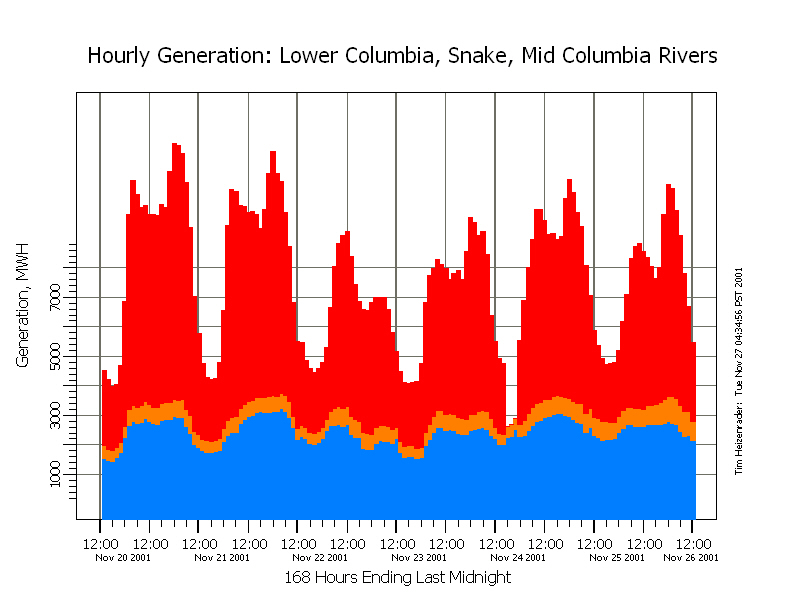 Hourly Generation: Lower Columbia, Snake, Mid Columbia Rivers
Generation, MWH
7000
5000
3000
1000
12:00 12:00 12:00 12:00 12:00 12:00 12:00 12:00 12:00 12:00 12:00 12:00 12:00
Nov 20 2001 Nov 21 2001 Nov 22 2001 Nov 23 2001 Nov 24 2001 Nov 25 2001 Nov 26 2001
168 Hours Ending Last Midnight
Tim Heizenrader: Tue Nov 27 04:34:56 PST 2001